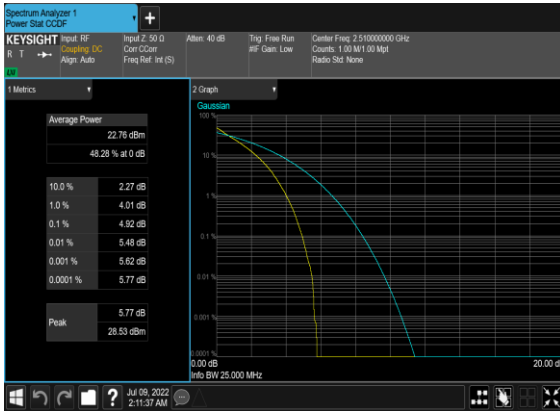 Spectrum Analyzer 1
Power Stat CCDF
KEYSIGHT
R T
LV
Input: RF
Coupling: DC
Align: Auto
Input Z: 50 Ω
Corr CCorr
Freq Ref: Int (S)
Atten: 40 dB
Trig: Free Run
#IF Gain: Low
Center Freq: 2.510000000 GHz
Counts: 1.00 M/1.00 Mpt
Radio Std: None
1 Metrics
Average Power
22.76 dBm
48.28 % at 0 dB
10.0 % 2.27 dB
1.0 % 4.01 dB
0.1 % 4.92 dB
0.01 % 5.48 dB
0.001 % 5.62 dB
0.0001 % 5.77 dB
Peak
5.77 dB
28.53 dBm
2 Graph
Gaussian
100 %
10 %
1 %
0.1 %
0.01 %
0.001 %
0.0001 %
0.00 dB
20.00 d
Info BW 25.000 MHz
?
Jul 09, 2022
2:11:37 AM